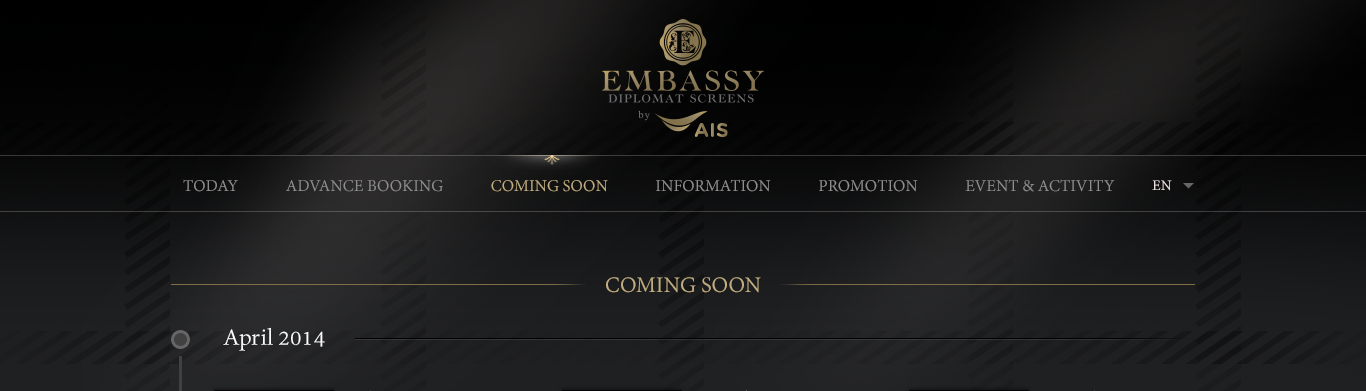 E
EMBASSY
DIPLOMAT SCREENS
by AIS
TODAY ADVANCE BOOKING COMING SOON INFORMATION PROMOTION EVENT & ACTIVITY EN
COMING SOON
April 2014